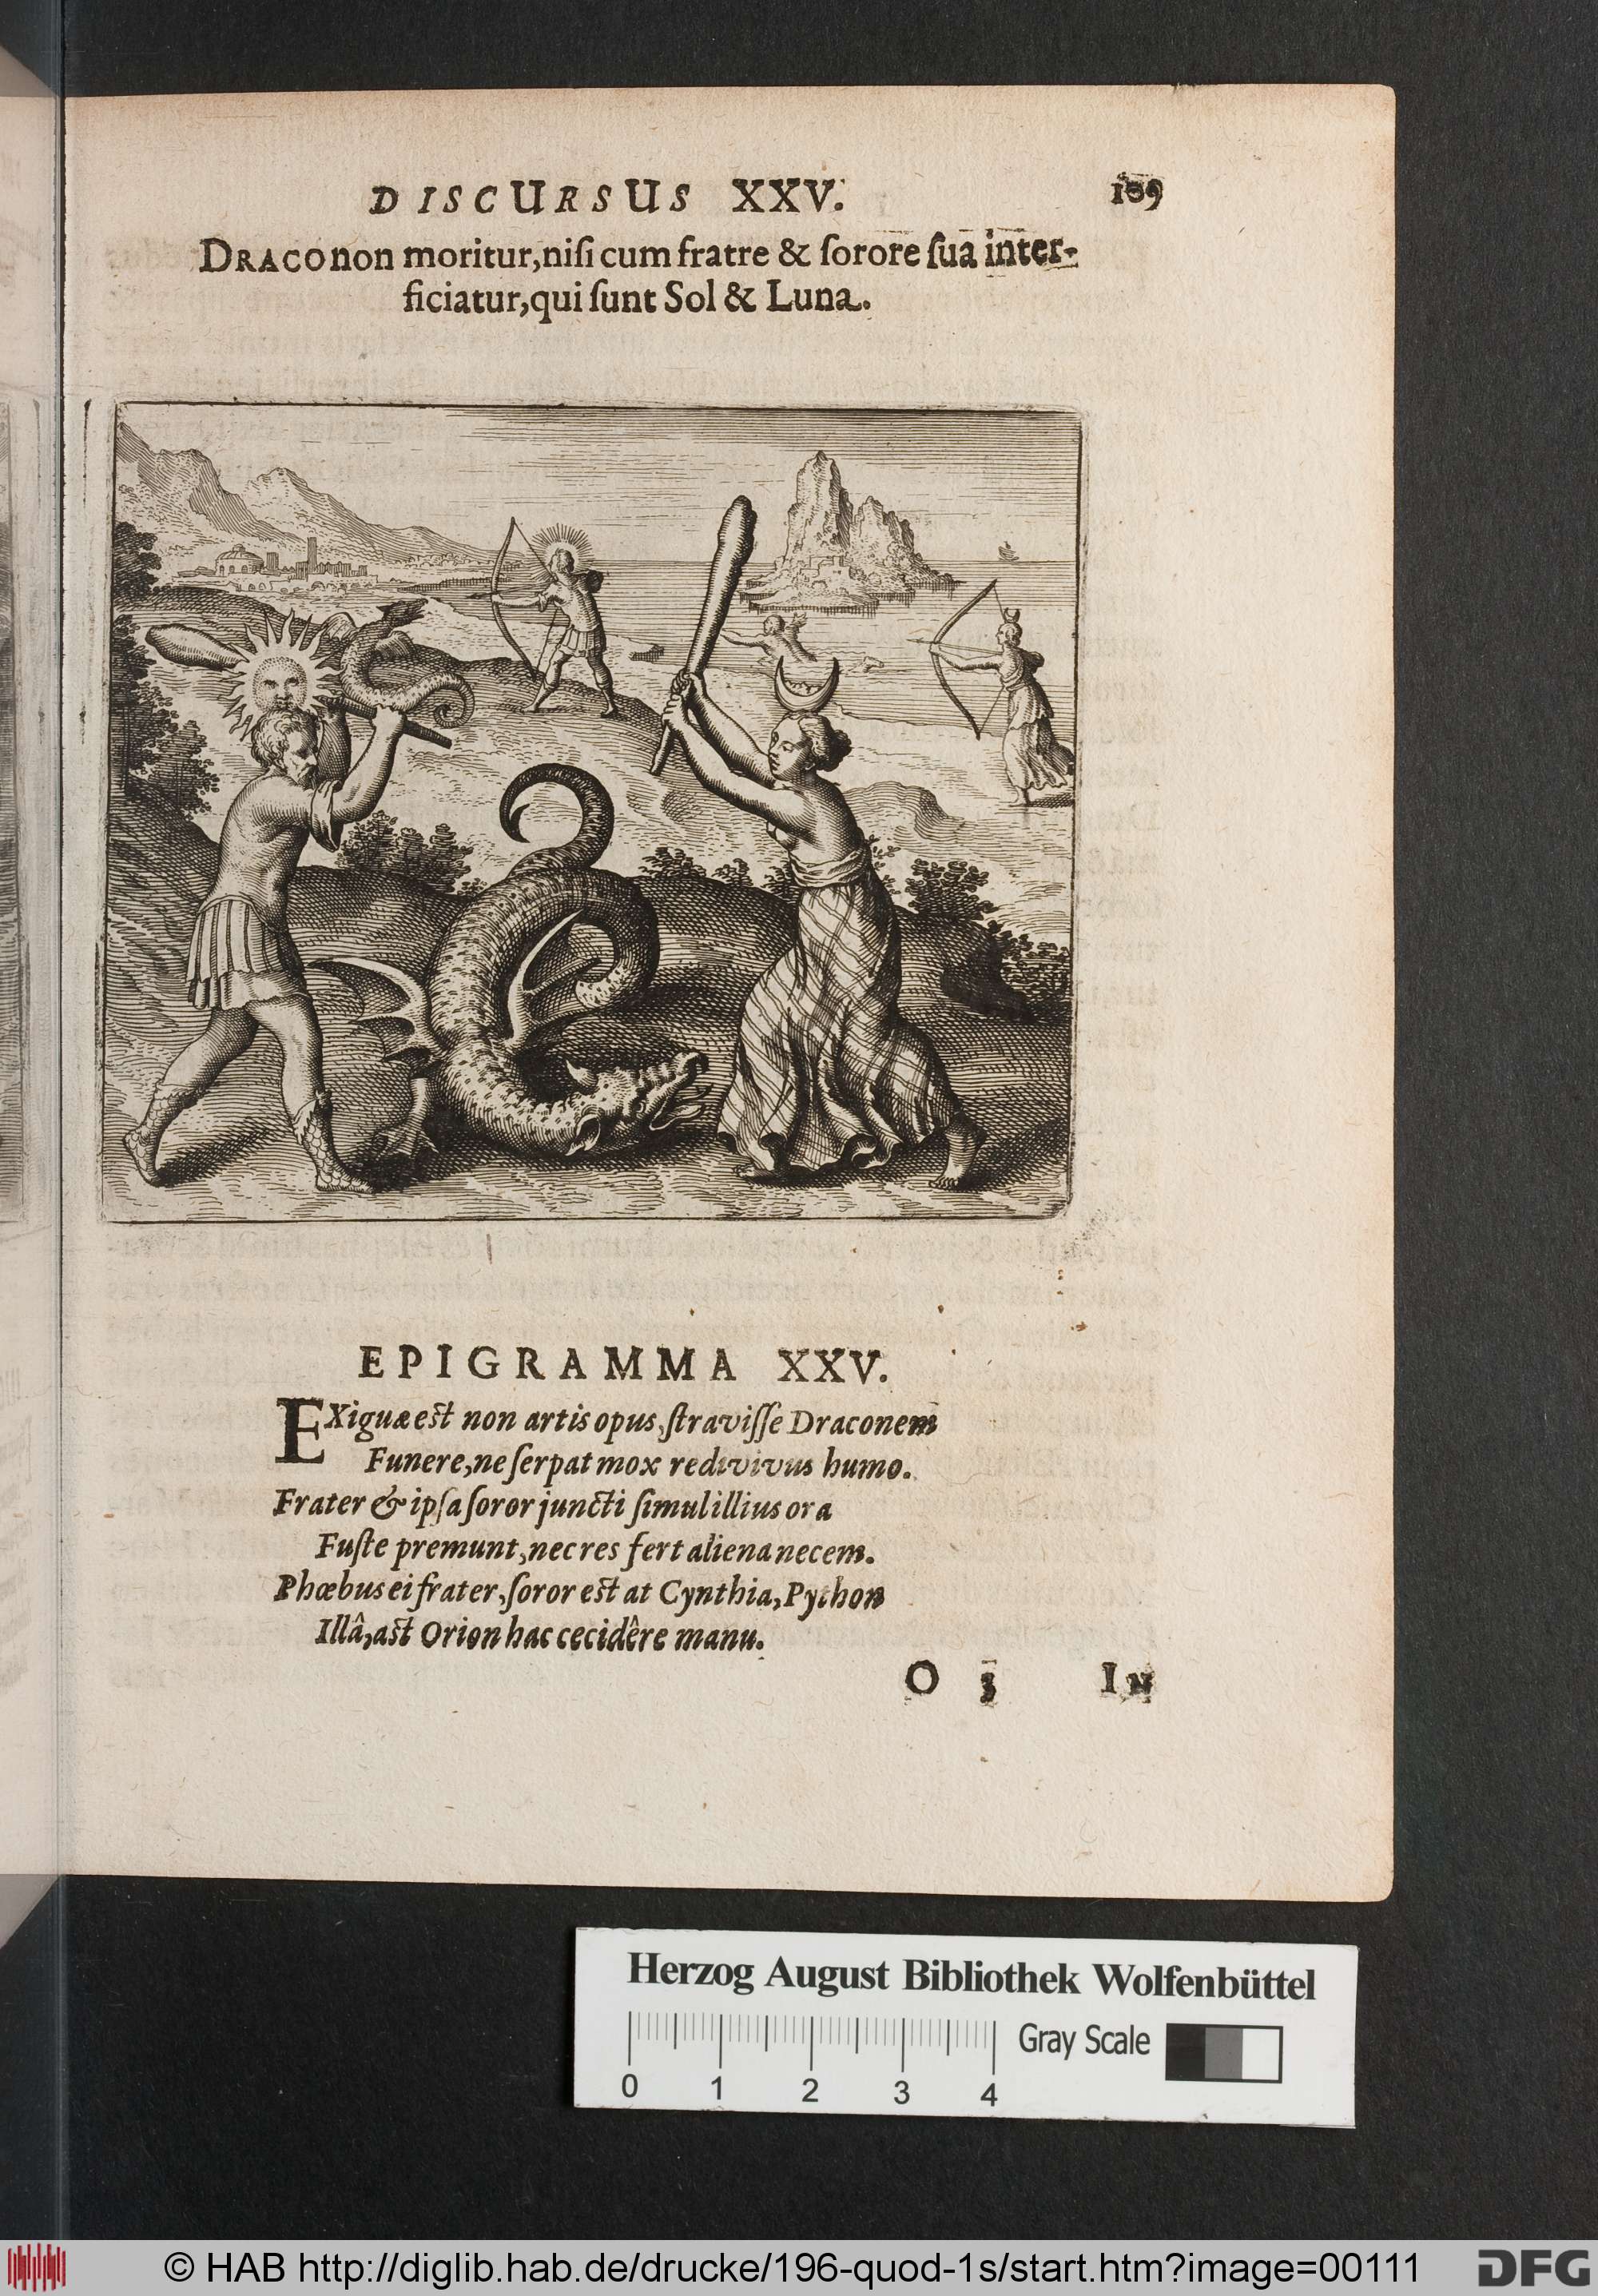 DISCURSUS XXV.
109
DRACO non moritur, niſi cum fratre & ſorore ſua inter-
ficiatur, qui ſunt Sol & Luna.
EPIGRAMMA XXV.
EXiguæ est non artis opus, ſtraviſſe Draconem
Funere, ne ſerpat mox redivivus humo.
Frater & ipſa ſoror juncti ſimul illius ora
Fuſte premunt, nec res fert aliena necem.
Phœbus ei frater, ſoror est at Cynthia, Python
Illâ, ast Orion hac cecidêre manu.
O 3 IN
Herzog August Bibliothek Wolfenbüttel
Gray Scale
0 1 2 3 4
© HAB http://diglib.hab.de/drucke/196-quod-1s/start.htm?image=00111
DFG